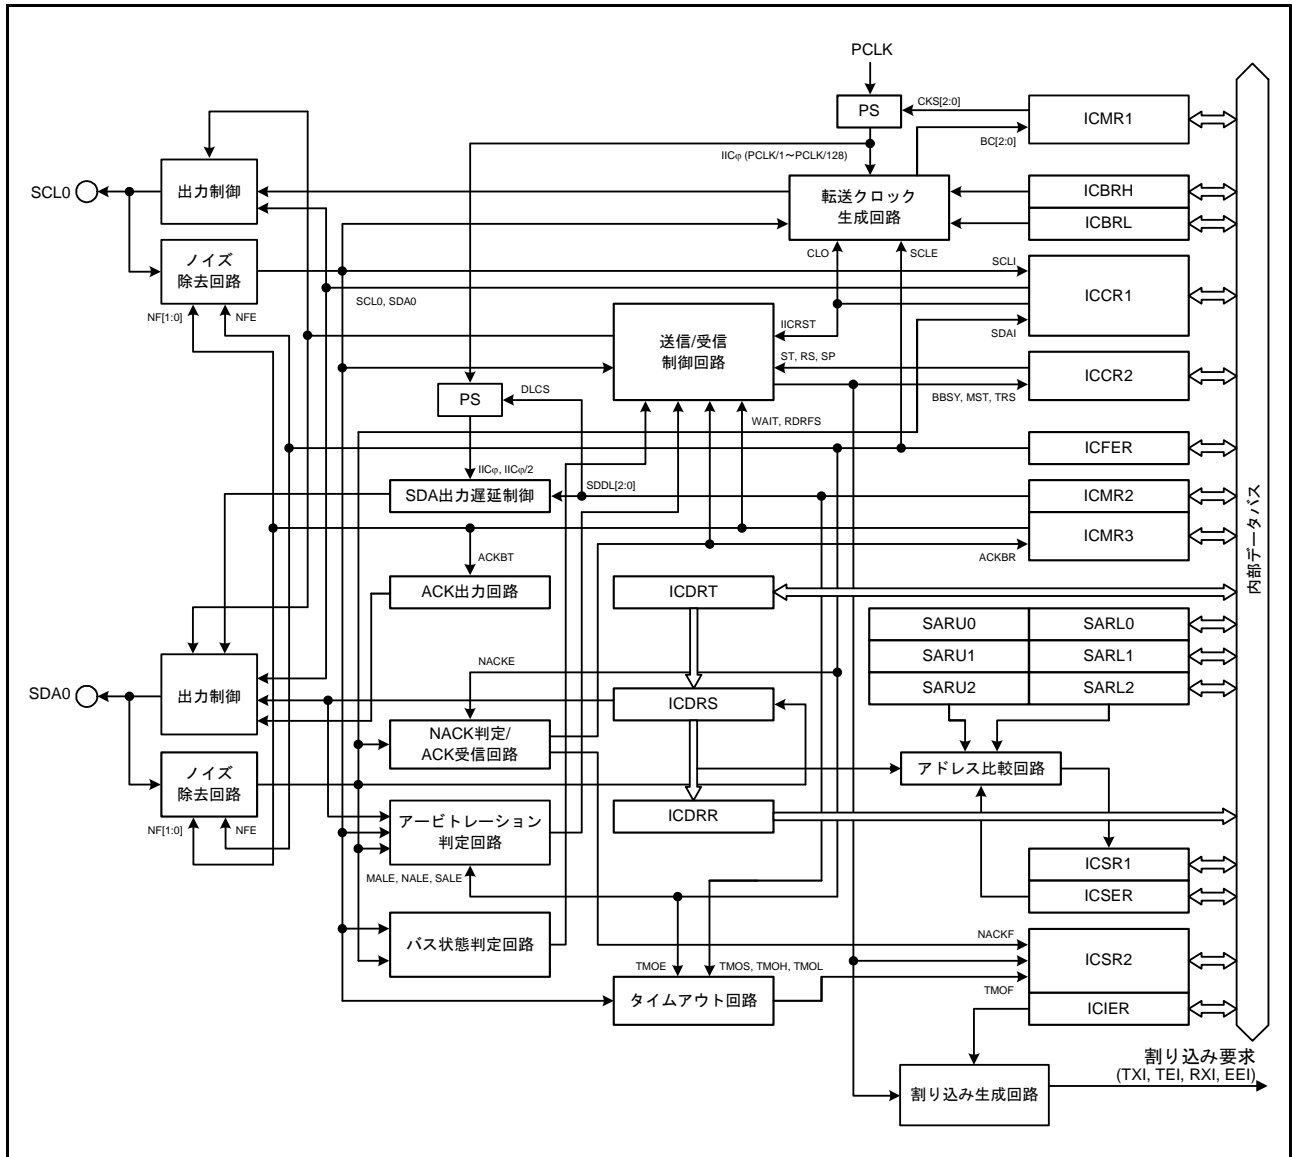 PCLK
PS
CKS[2:0]
ICMR1
BC[2:0]
IICφ (PCLK/1～PCLK/128)
SCL0
出力制御
転送クロック
生成回路
ICBRH
ICBRL
CLO
SCLE
ノイズ
除去回路
SCLI
ICCR1
SCL0, SDA0
NF[1:0]
NFE
送信/受信
制御回路
IICRST
SDAI
ST, RS, SP
ICCR2
BBSY, MST, TRS
PS
DLCS
WAIT, RDRFS
ICFER
IICφ, IICφ/2
SDA出力遅延制御
SDDL[2:0]
ICMR2
ICMR3
ACKBR
ACKBT
ACK出力回路
ICDRT
内部データバス
SARU0
SARL0
SARU1
SARL1
SARU2
SARL2
SDA0
出力制御
NACKE
ICDRS
NACK判定/
ACK受信回路
アドレス比較回路
ノイズ
除去回路
NF[1:0]
NFE
アービトレーション
判定回路
ICDRR
MALE, NALE, SALE
ICSR1
ICSER
バス状態判定回路
NACKF
ICSR2
TMOE
TMOS, TMOH, TMOL
タイムアウト回路
TMOF
ICIER
割り込み生成回路
割り込み要求
(TXI, TEI, RXI, EEI)